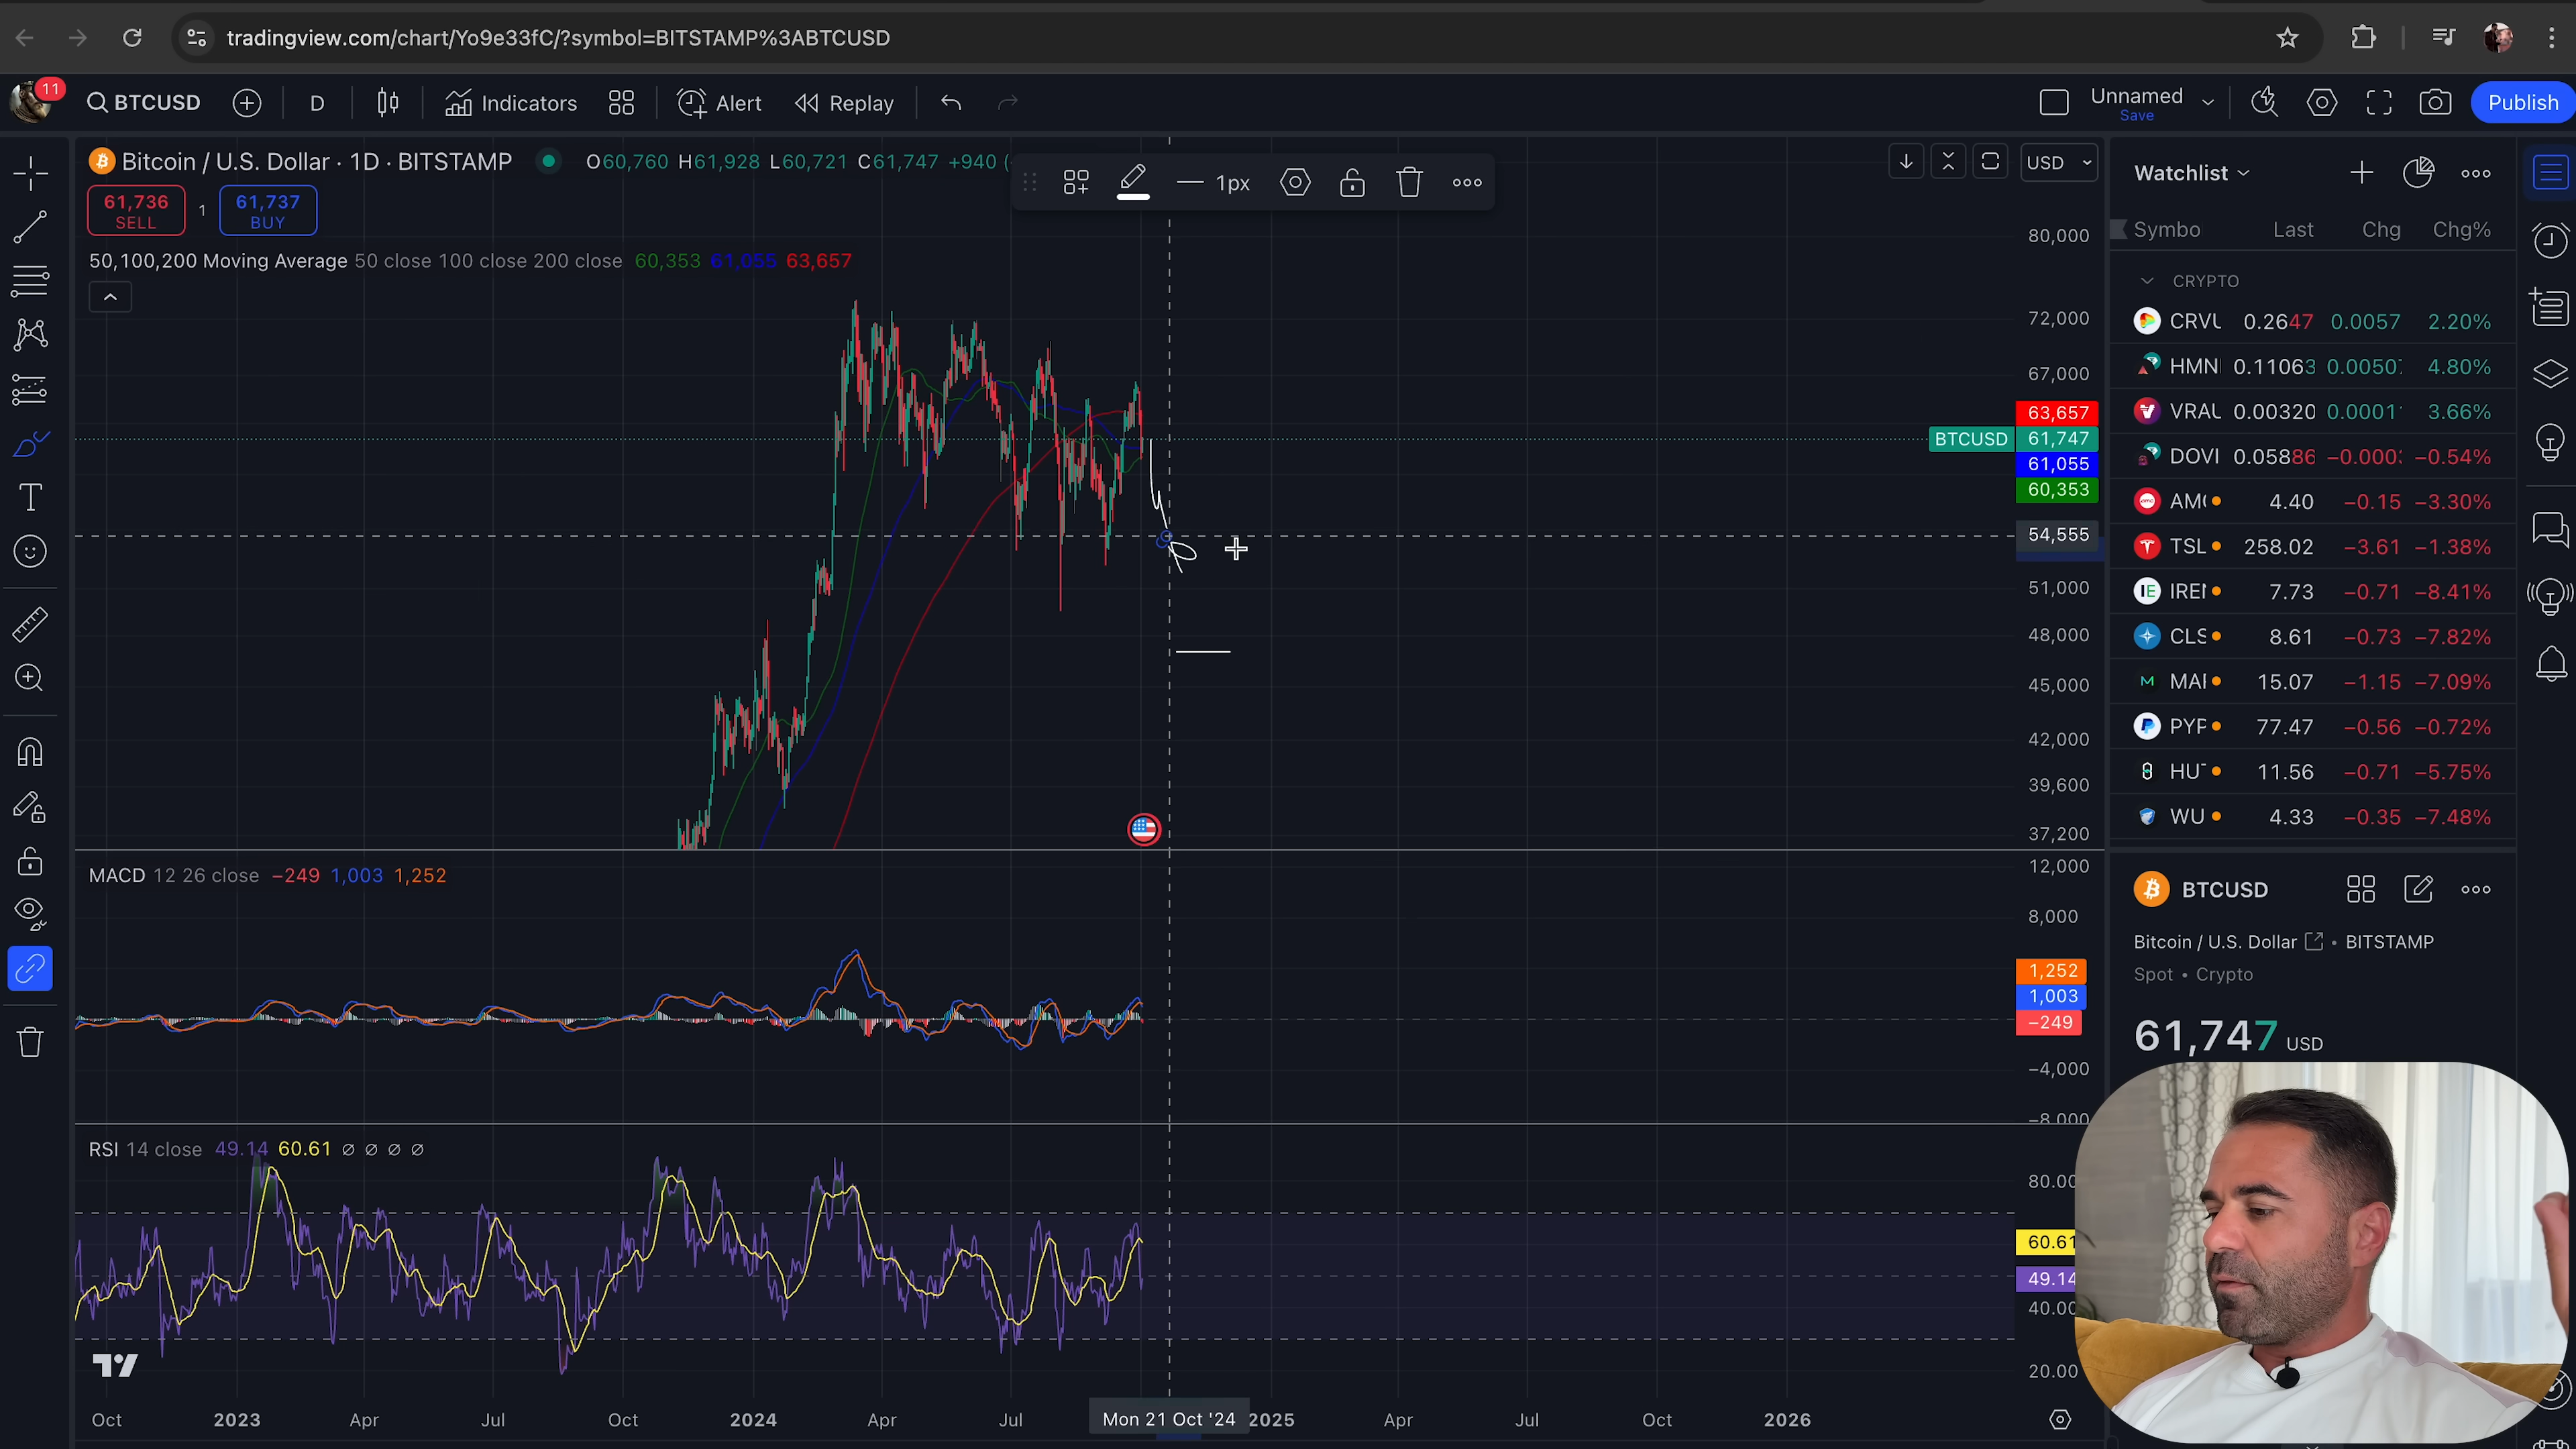 tradingview.com/chart/Yo9e33fC/?symbol=BITSTAMP%3ABTCUSD
11 BTCUSD D Indicators Alert Replay Unnamed Save Publish
Bitcoin / U.S. Dollar · 1D · BITSTAMP O60,760 H61,928 L60,721 C61,747 +940
1px
USD
61,736 SELL 1 61,737 BUY
50,100,200 Moving Average 50 close 100 close 200 close 60,353 61,055 63,657
80,000
72,000
67,000
63,657
BTCUSD 61,747
61,055
60,353
54,555
51,000
48,000
45,000
42,000
39,600
37,200
MACD 12 26 close −249 1,003 1,252
12,000
8,000
1,252
1,003
−249
−4,000
−8,000
RSI 14 close 49.14 60.61 ∅ ∅ ∅ ∅
80.00
60.61
49.14
40.00
20.00
Oct 2023 Apr Jul Oct 2024 Apr Jul Mon 21 Oct '24 2025 Apr Jul Oct 2026
Watchlist
Symbo Last Chg Chg%
CRYPTO
CRVU 0.2647 0.0057 2.20%
HMN 0.11063 0.00507 4.80%
VRAU 0.00320 0.0001 3.66%
DOVI 0.05886 −0.000 −0.54%
AM 4.40 −0.15 −3.30%
TSL 258.02 −3.61 −1.38%
IRE 7.73 −0.71 −8.41%
CLS 8.61 −0.73 −7.82%
MA 15.07 −1.15 −7.09%
PYP 77.47 −0.56 −0.72%
HU 11.56 −0.71 −5.75%
WU 4.33 −0.35 −7.48%
BTCUSD
Bitcoin / U.S. Dollar • BITSTAMP
Spot • Crypto
61,747 USD